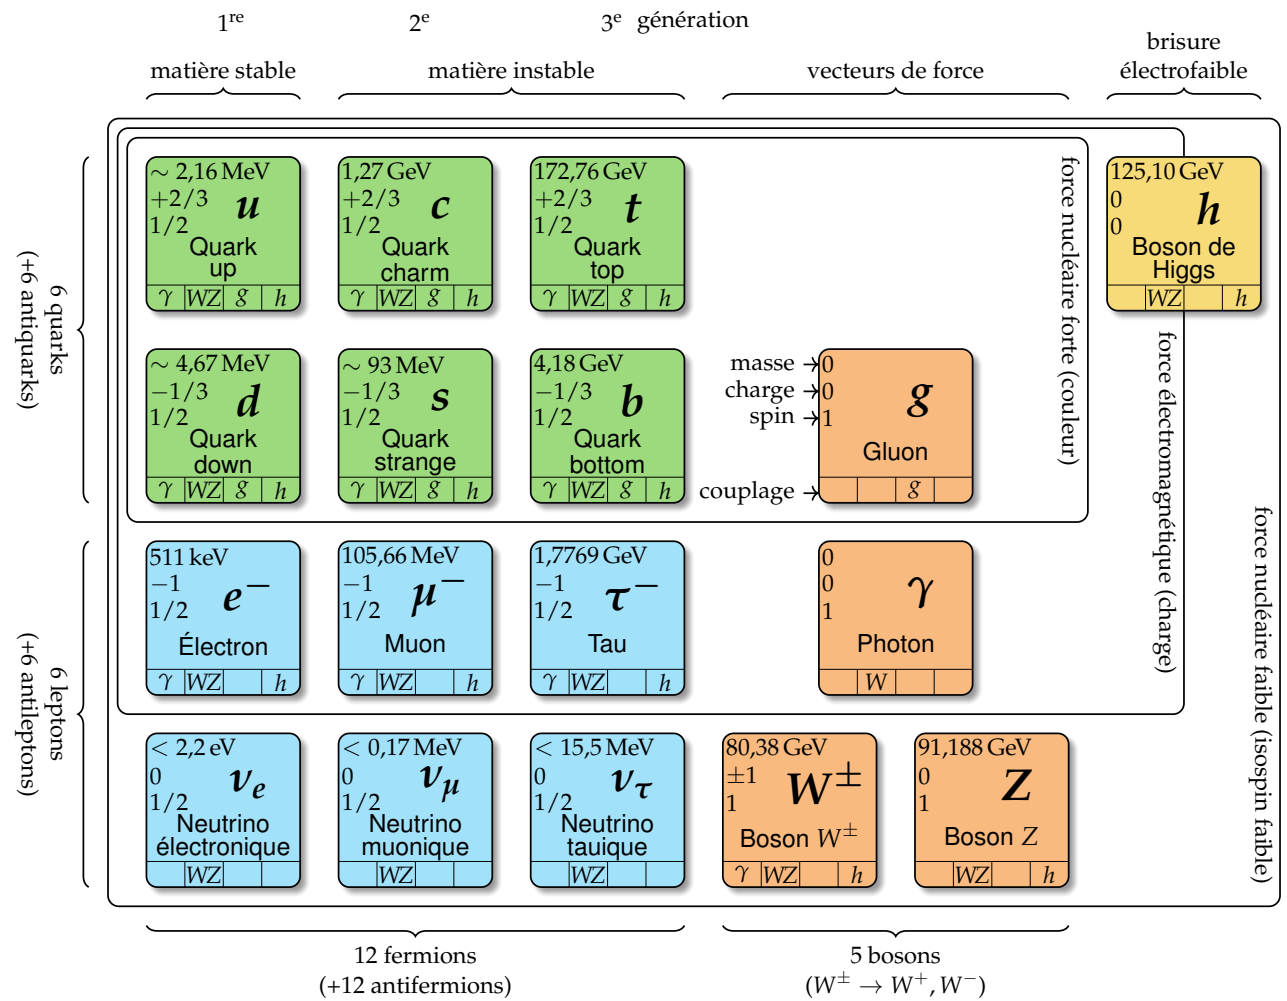 1re 2e 3e génération
matière stable matière instable vecteurs de force brisure
électrofaible
6 quarks
(+6 antiquarks)
6 leptons
(+6 antileptons)
∼ 2,16 MeV
+2/3
1/2
u
Quark
up
γ WZ g h
1,27 GeV
+2/3
1/2
c
Quark
charm
γ WZ g h
172,76 GeV
+2/3
1/2
t
Quark
top
γ WZ g h
125,10 GeV
0
0
h
Boson de
Higgs
WZ h
∼ 4,67 MeV
−1/3
1/2
d
Quark
down
γ WZ g h
∼ 93 MeV
−1/3
1/2
s
Quark
strange
γ WZ g h
4,18 GeV
−1/3
1/2
b
Quark
bottom
γ WZ g h
masse → 0
charge → 0
spin → 1
g
Gluon
couplage → g
force nucléaire forte (couleur)
511 keV
−1
1/2
e−
Électron
γ WZ h
105,66 MeV
−1
1/2
μ−
Muon
γ WZ h
1,7769 GeV
−1
1/2
τ−
Tau
γ WZ h
0
0
1
γ
Photon
W
force électromagnétique (charge)
< 2,2 eV
0
1/2
νe
Neutrino
électronique
WZ
< 0,17 MeV
0
1/2
νμ
Neutrino
muonique
WZ
< 15,5 MeV
0
1/2
ντ
Neutrino
tauique
WZ
80,38 GeV
±1
1
W±
Boson W±
γ WZ h
91,188 GeV
0
1
Z
Boson Z
WZ h
force nucléaire faible (isospin faible)
12 fermions
(+12 antifermions)
5 bosons
(W± → W+, W−)